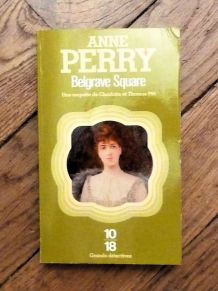 ANNE
PERRY
Belgrave Square
Une enquête de Charlotte et Thomas Pitt
10
18
Grands détectives